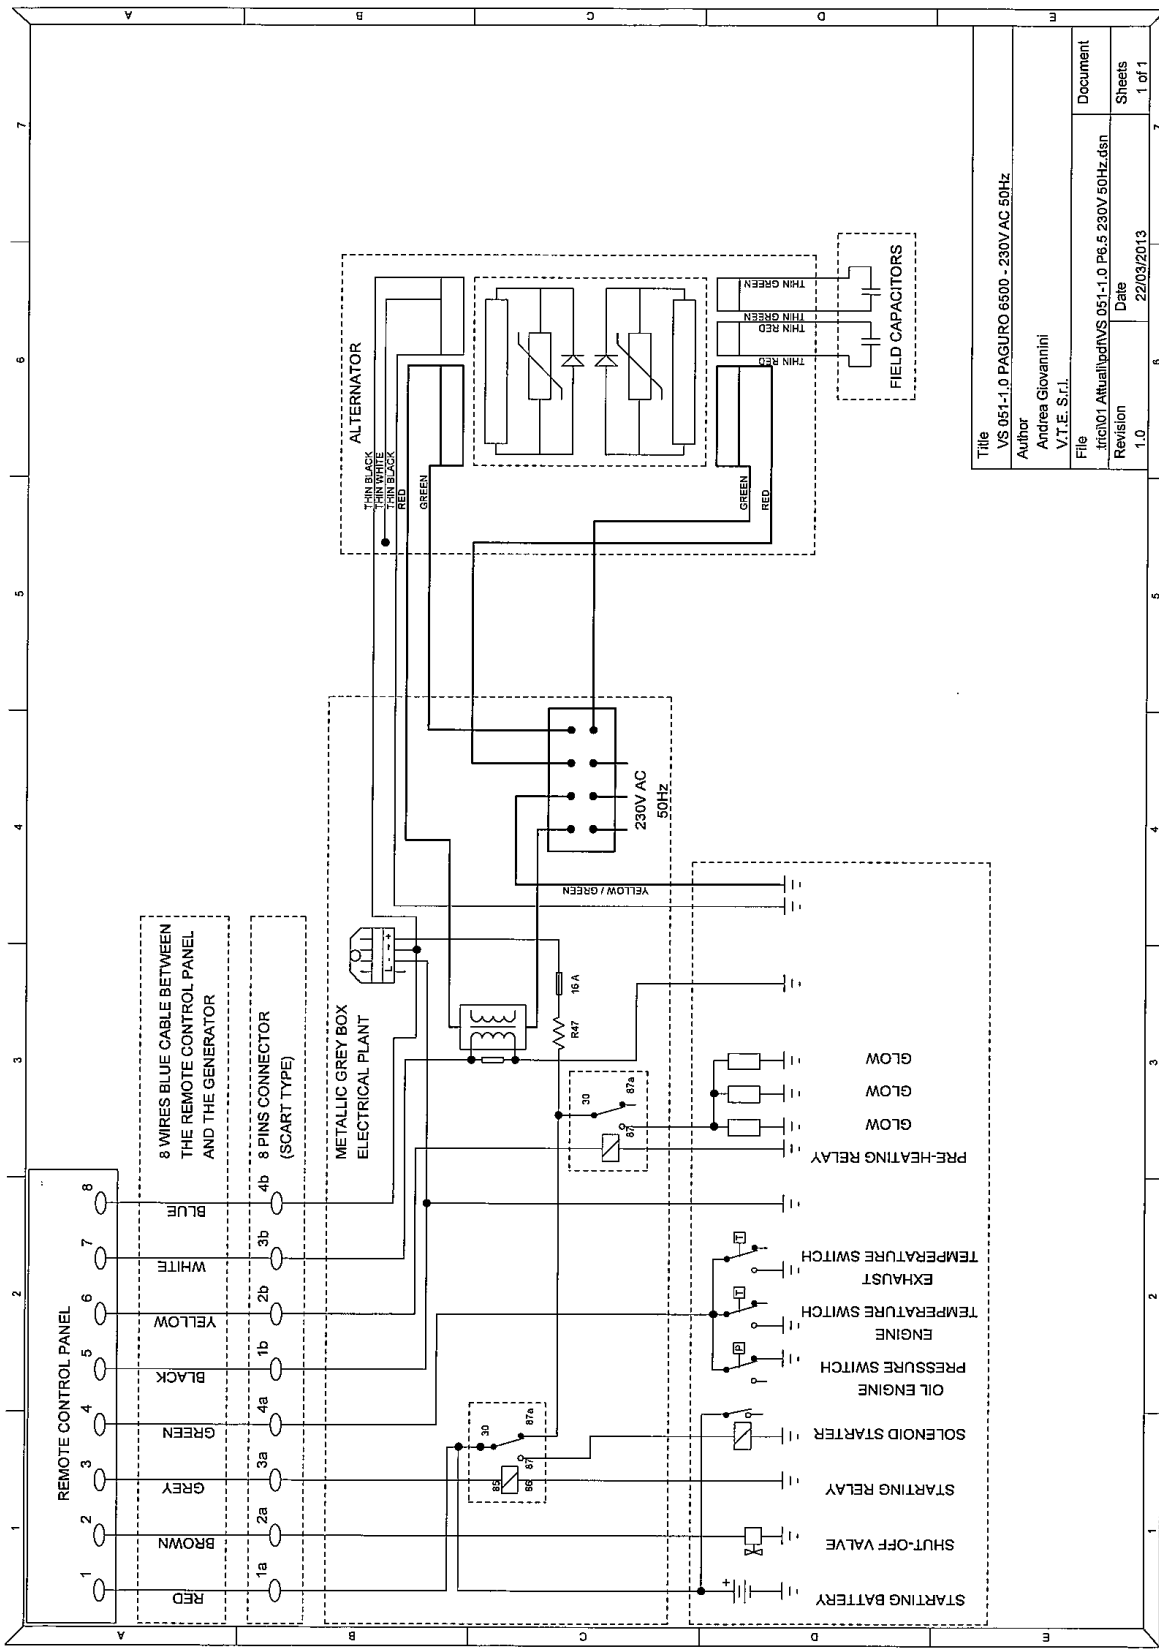 REMOTE CONTROL PANEL
1
2
3
4
5
6
7
8
RED
BROWN
GREY
GREEN
BLACK
YELLOW
WHITE
BLUE
8 WIRES BLUE CABLE BETWEEN
THE REMOTE CONTROL PANEL
AND THE GENERATOR
1a
2a
3a
4a
1b
2b
3b
4b
8 PINS CONNECTOR
(SCART TYPE)
METALLIC GREY BOX
ELECTRICAL PLANT
L
-
~
+
30
87a
87
85
86
30
87a
87
R47
16 A
YELLOW / GREEN
230V AC
50Hz
ALTERNATOR
THIN BLACK
THIN WHITE
THIN BLACK
RED
GREEN
GREEN
RED
THIN RED
THIN RED
THIN GREEN
THIN GREEN
FIELD CAPACITORS
+
P
T
T
STARTING BATTERY
SHUT-OFF VALVE
STARTING RELAY
SOLENOID STARTER
OIL ENGINE
PRESSURE SWITCH
ENGINE
TEMPERATURE SWITCH
EXHAUST
TEMPERATURE SWITCH
PRE-HEATING RELAY
GLOW
GLOW
GLOW
Title
VS 051-1.0 PAGURO 6500 - 230V AC 50Hz
Author
Andrea Giovannini
V.T.E. S.r.l.
File
.trici\01 Attuali\pdf\VS 051-1.0 P6.5 230V 50Hz.dsn
Document
Revision
1.0
Date
22/03/2013
Sheets
1 of 1
1
2
3
4
5
6
7
1
2
3
4
5
6
7
A
B
C
D
E
A
B
C
D
E